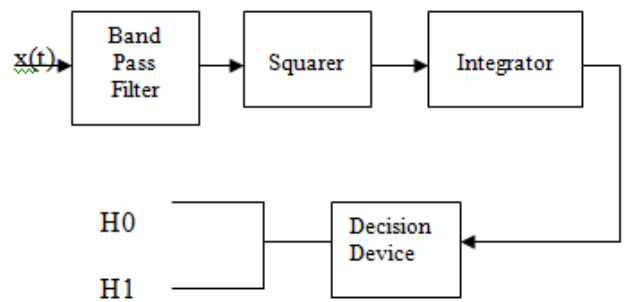 x(t)
Band
Pass
Filter
Squarer
Integrator
H0
Decision
Device
H1